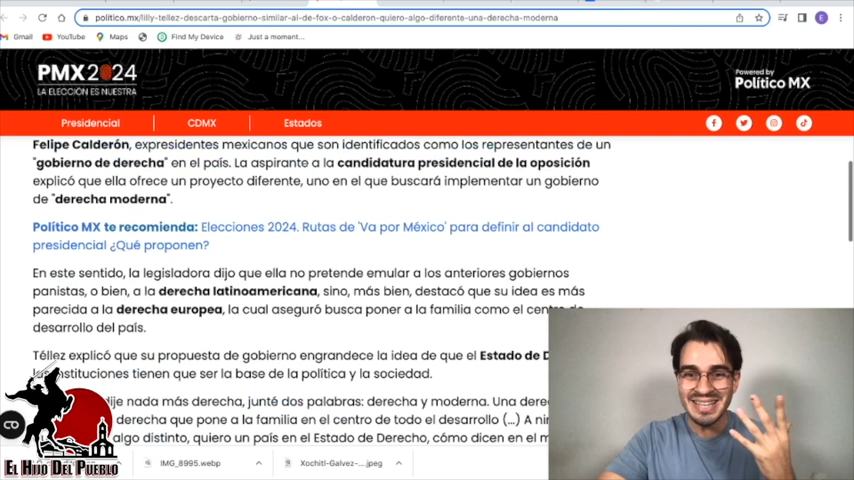 politico.mx/lilly-tellez-descarta-gobierno-similar-al-de-fox-o-calderon-quiero-algo-diferente-una-derecha-moderna
E
Gmail YouTube Maps Find My Device Just a moment...
PMX2024
LA ELECCIÓN ES NUESTRA
Powered by
Político MX
Presidencial CDMX Estados
Felipe Calderón, expresidentes mexicanos que son identificados como los representantes de un
"gobierno de derecha" en el país. La aspirante a la candidatura presidencial de la oposición
explicó que ella ofrece un proyecto diferente, uno en el que buscará implementar un gobierno
de "derecha moderna".
Político MX te recomienda: Elecciones 2024. Rutas de 'Va por México' para definir al candidato
presidencial ¿Qué proponen?
En este sentido, la legisladora dijo que ella no pretende emular a los anteriores gobiernos
panistas, o bien, a la derecha latinoamericana, sino, más bien, destacó que su idea es más
parecida a la derecha europea, la cual aseguró busca poner a la familia como el centro de
desarrollo del país.
Téllez explicó que su propuesta de gobierno engrandece la idea de que el Estado de D
instituciones tienen que ser la base de la política y la sociedad.
dije nada más derecha, junté dos palabras: derecha y moderna. Una dere
derecha que pone a la familia en el centro de todo el desarrollo (...) A
algo distinto, quiero un país en el Estado de Derecho, cómo dicen en el
EL HIJO DEL PUEBLO
IMG_8995.webp
Xochitl-Galvez-....jpeg